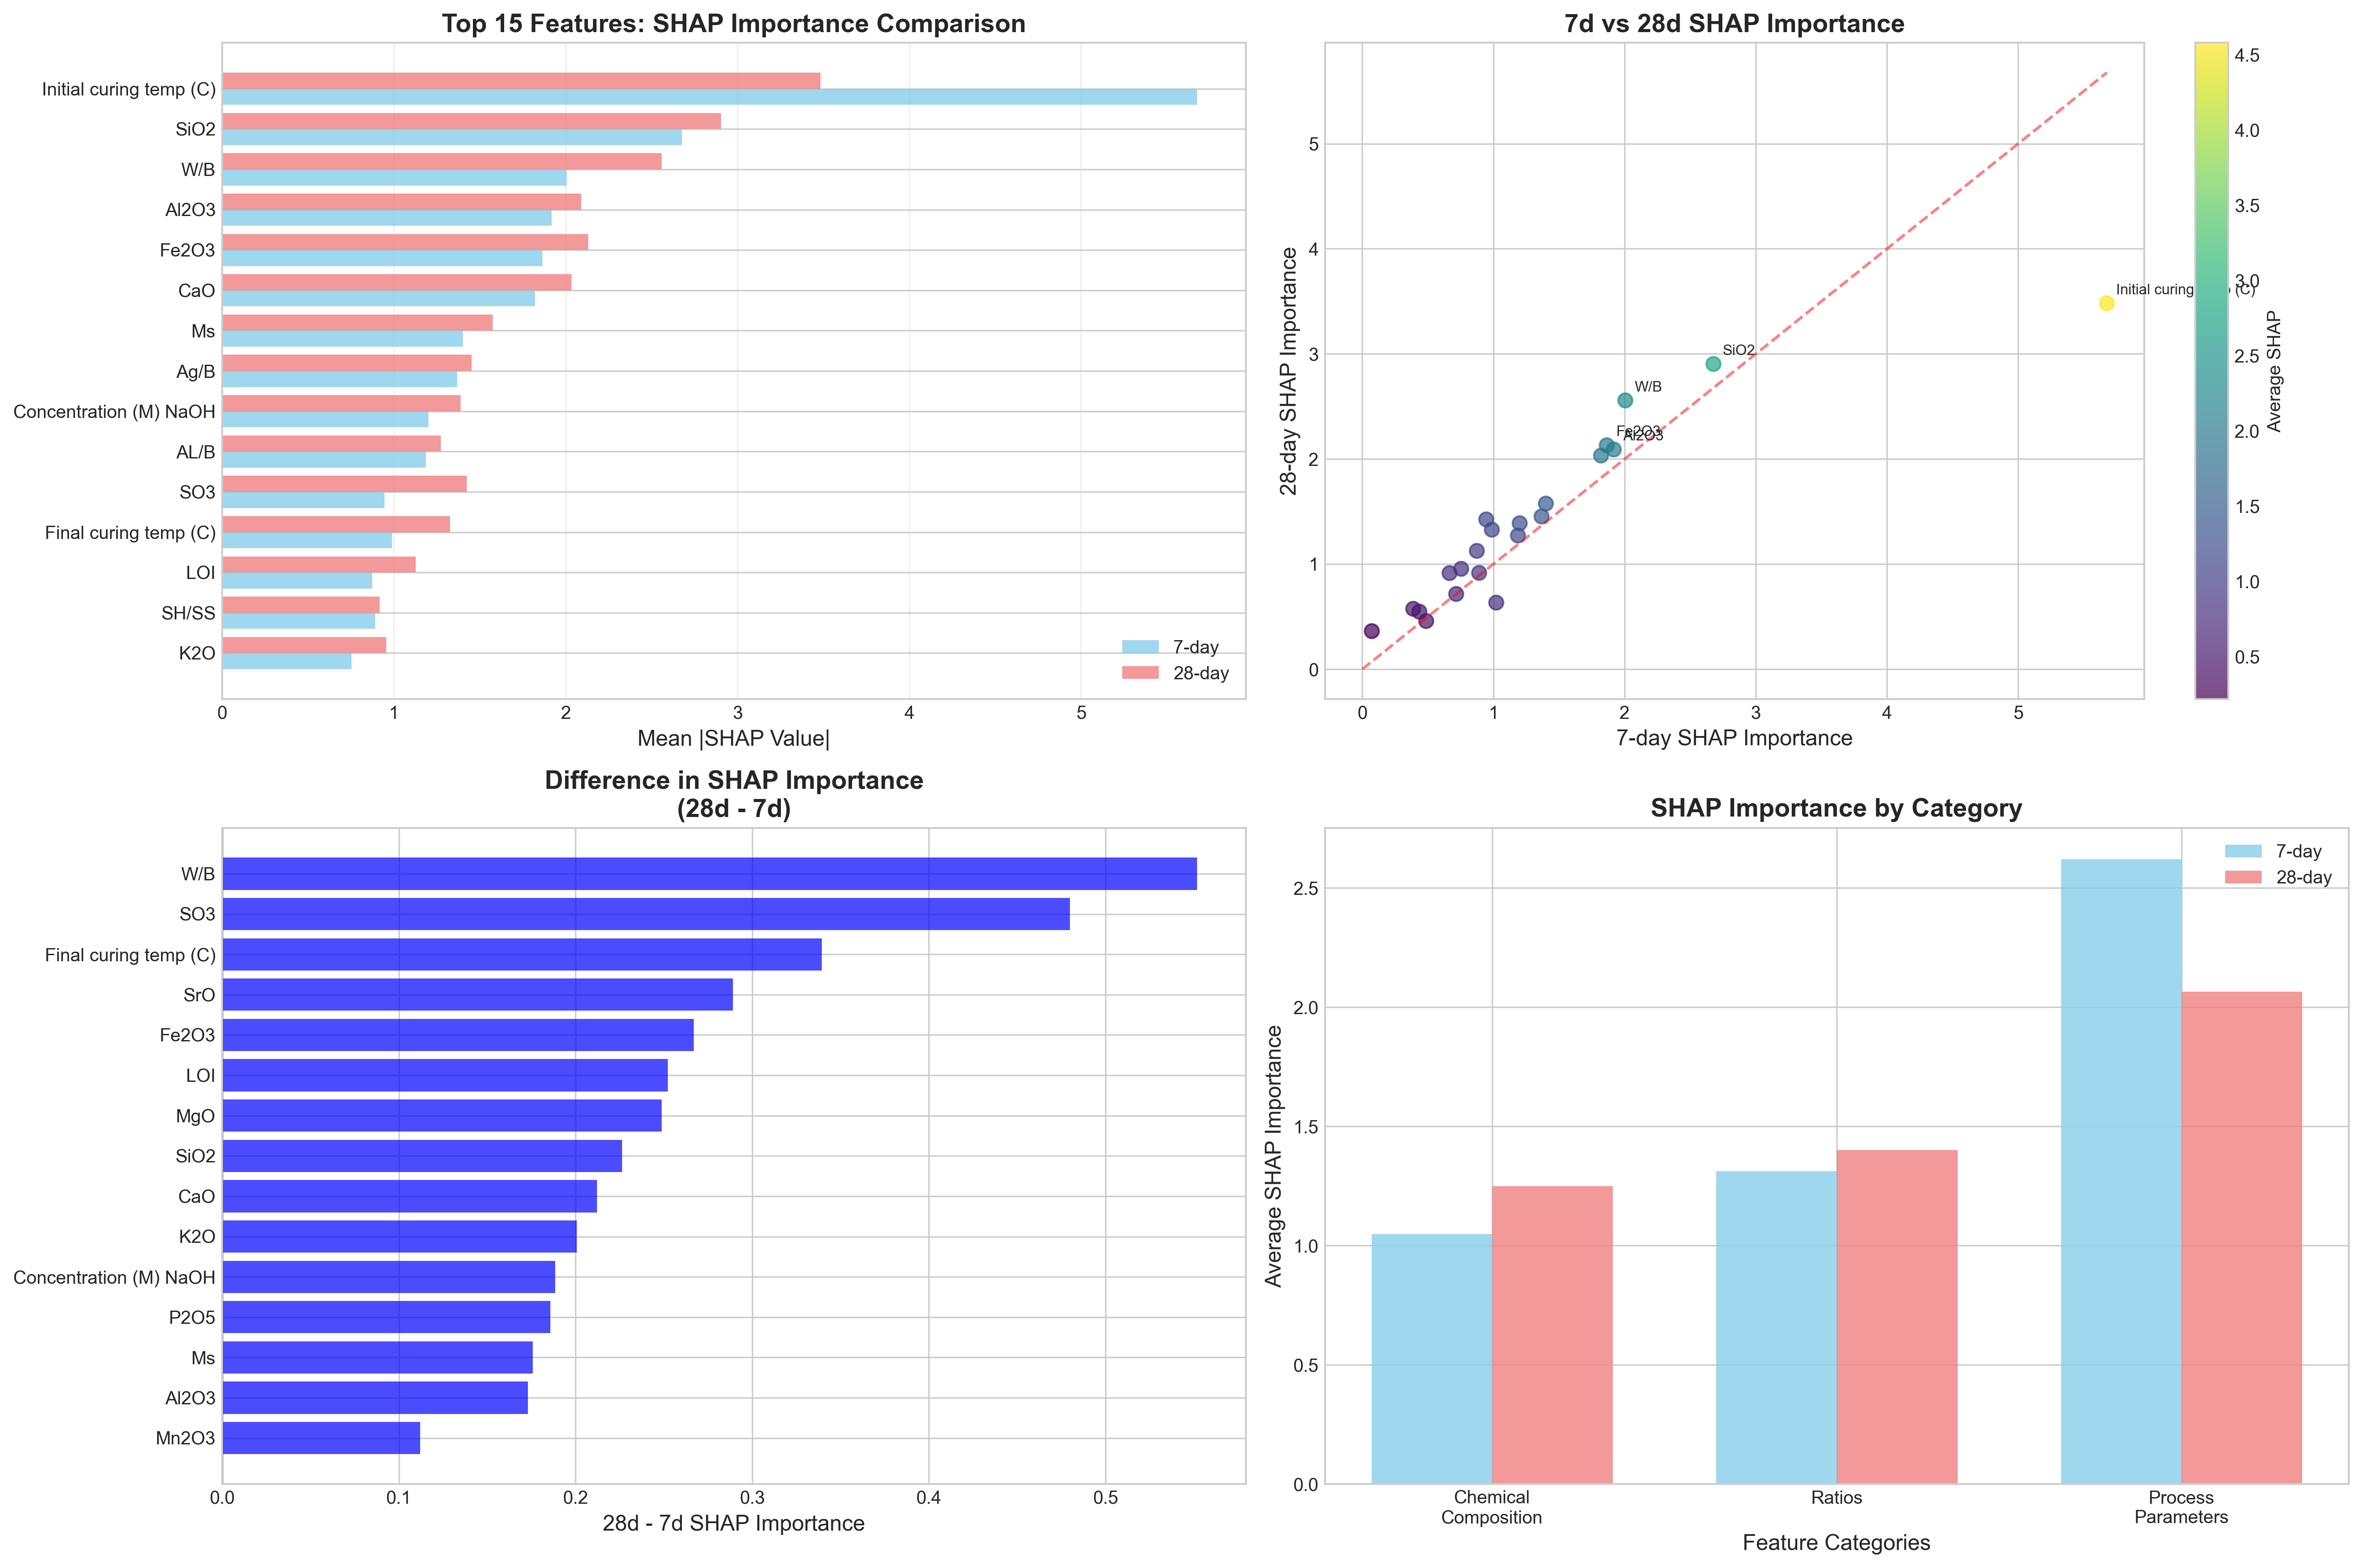 Top 15 Features: SHAP Importance Comparison
Initial curing temp (C)
SiO2
W/B
Al2O3
Fe2O3
CaO
Ms
Ag/B
Concentration (M) NaOH
AL/B
SO3
Final curing temp (C)
LOI
SH/SS
K2O
7-day
28-day
0 1 2 3 4 5
Mean |SHAP Value|
7d vs 28d SHAP Importance
28-day SHAP Importance
5
4
3
2
1
0
Initial curing (C)
SiO2
W/B
Fe2O3
Al2O3
0 1 2 3 4 5
7-day SHAP Importance
4.5
4.0
3.5
3.0
2.5
2.0
1.5
1.0
0.5
Average SHAP
Difference in SHAP Importance
(28d - 7d)
W/B
SO3
Final curing temp (C)
SrO
Fe2O3
LOI
MgO
SiO2
CaO
K2O
Concentration (M) NaOH
P2O5
Ms
Al2O3
Mn2O3
0.0 0.1 0.2 0.3 0.4 0.5
28d - 7d SHAP Importance
SHAP Importance by Category
7-day
28-day
Average SHAP Importance
2.5
2.0
1.5
1.0
0.5
0.0
Chemical
Composition
Ratios
Process
Parameters
Feature Categories